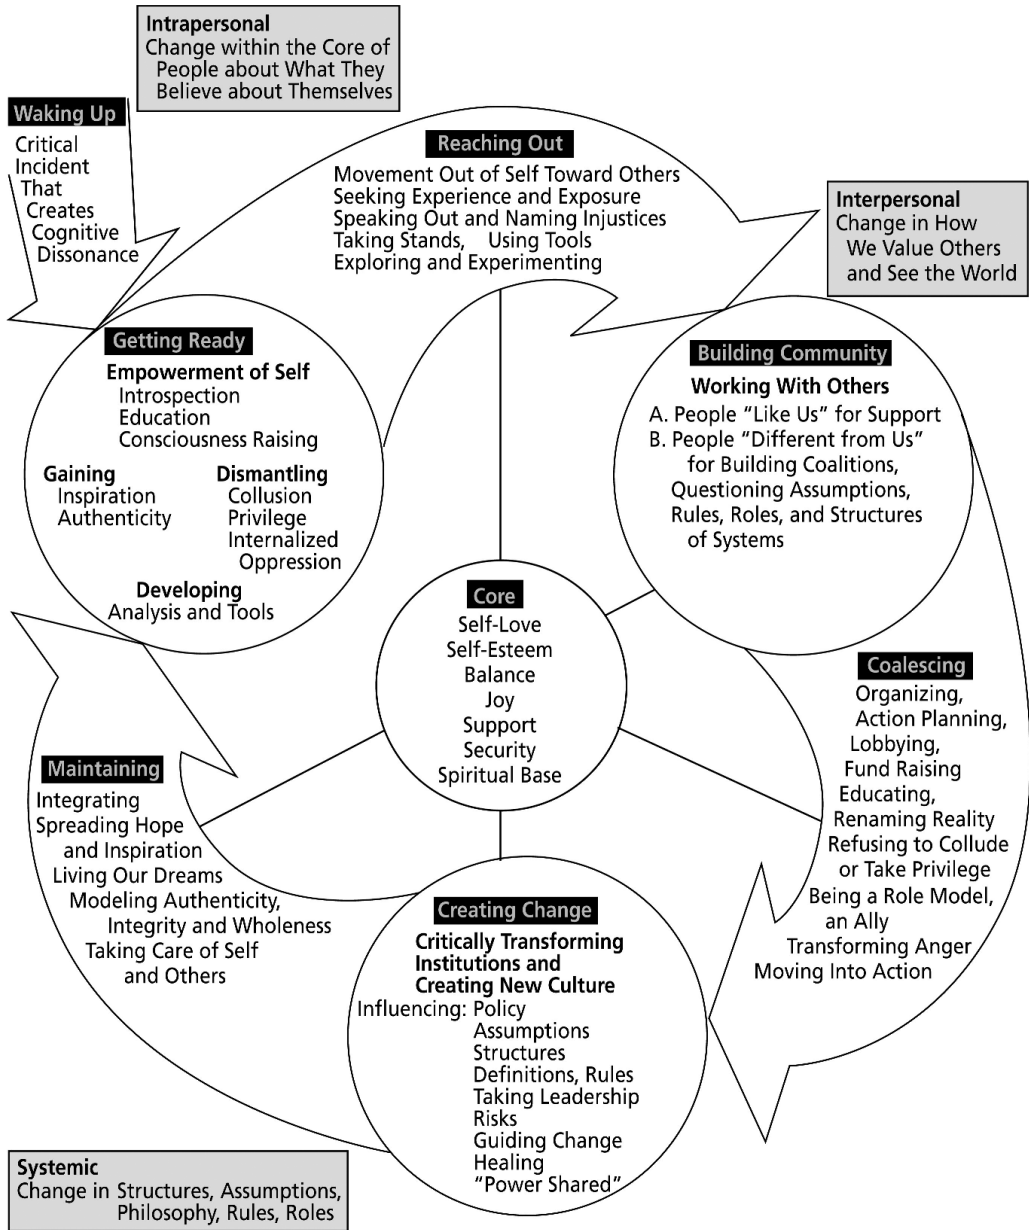 Intrapersonal
Change within the Core of
People about What They
Believe about Themselves
Waking Up
Critical
Incident
That
Creates
Cognitive
Dissonance
Reaching Out
Movement Out of Self Toward Others
Seeking Experience and Exposure
Speaking Out and Naming Injustices
Taking Stands, Using Tools
Exploring and Experimenting
Interpersonal
Change in How
We Value Others
and See the World
Getting Ready
Empowerment of Self
Introspection
Education
Consciousness Raising
Gaining
Inspiration
Authenticity
Dismantling
Collusion
Privilege
Internalized
Oppression
Developing
Analysis and Tools
Building Community
Working With Others
A. People “Like Us” for Support
B. People “Different from Us”
for Building Coalitions,
Questioning Assumptions,
Rules, Roles, and Structures
of Systems
Core
Self-Love
Self-Esteem
Balance
Joy
Support
Security
Spiritual Base
Coalescing
Organizing,
Action Planning,
Lobbying,
Fund Raising
Educating,
Renaming Reality
Refusing to Collude
or Take Privilege
Being a Role Model,
an Ally
Transforming Anger
Moving Into Action
Maintaining
Integrating
Spreading Hope
and Inspiration
Living Our Dreams
Modeling Authenticity,
Integrity and Wholeness
Taking Care of Self
and Others
Creating Change
Critically Transforming
Institutions and
Creating New Culture
Influencing: Policy
Assumptions
Structures
Definitions, Rules
Taking Leadership
Risks
Guiding Change
Healing
”Power Shared”
Systemic
Change in Structures, Assumptions,
Philosophy, Rules, Roles